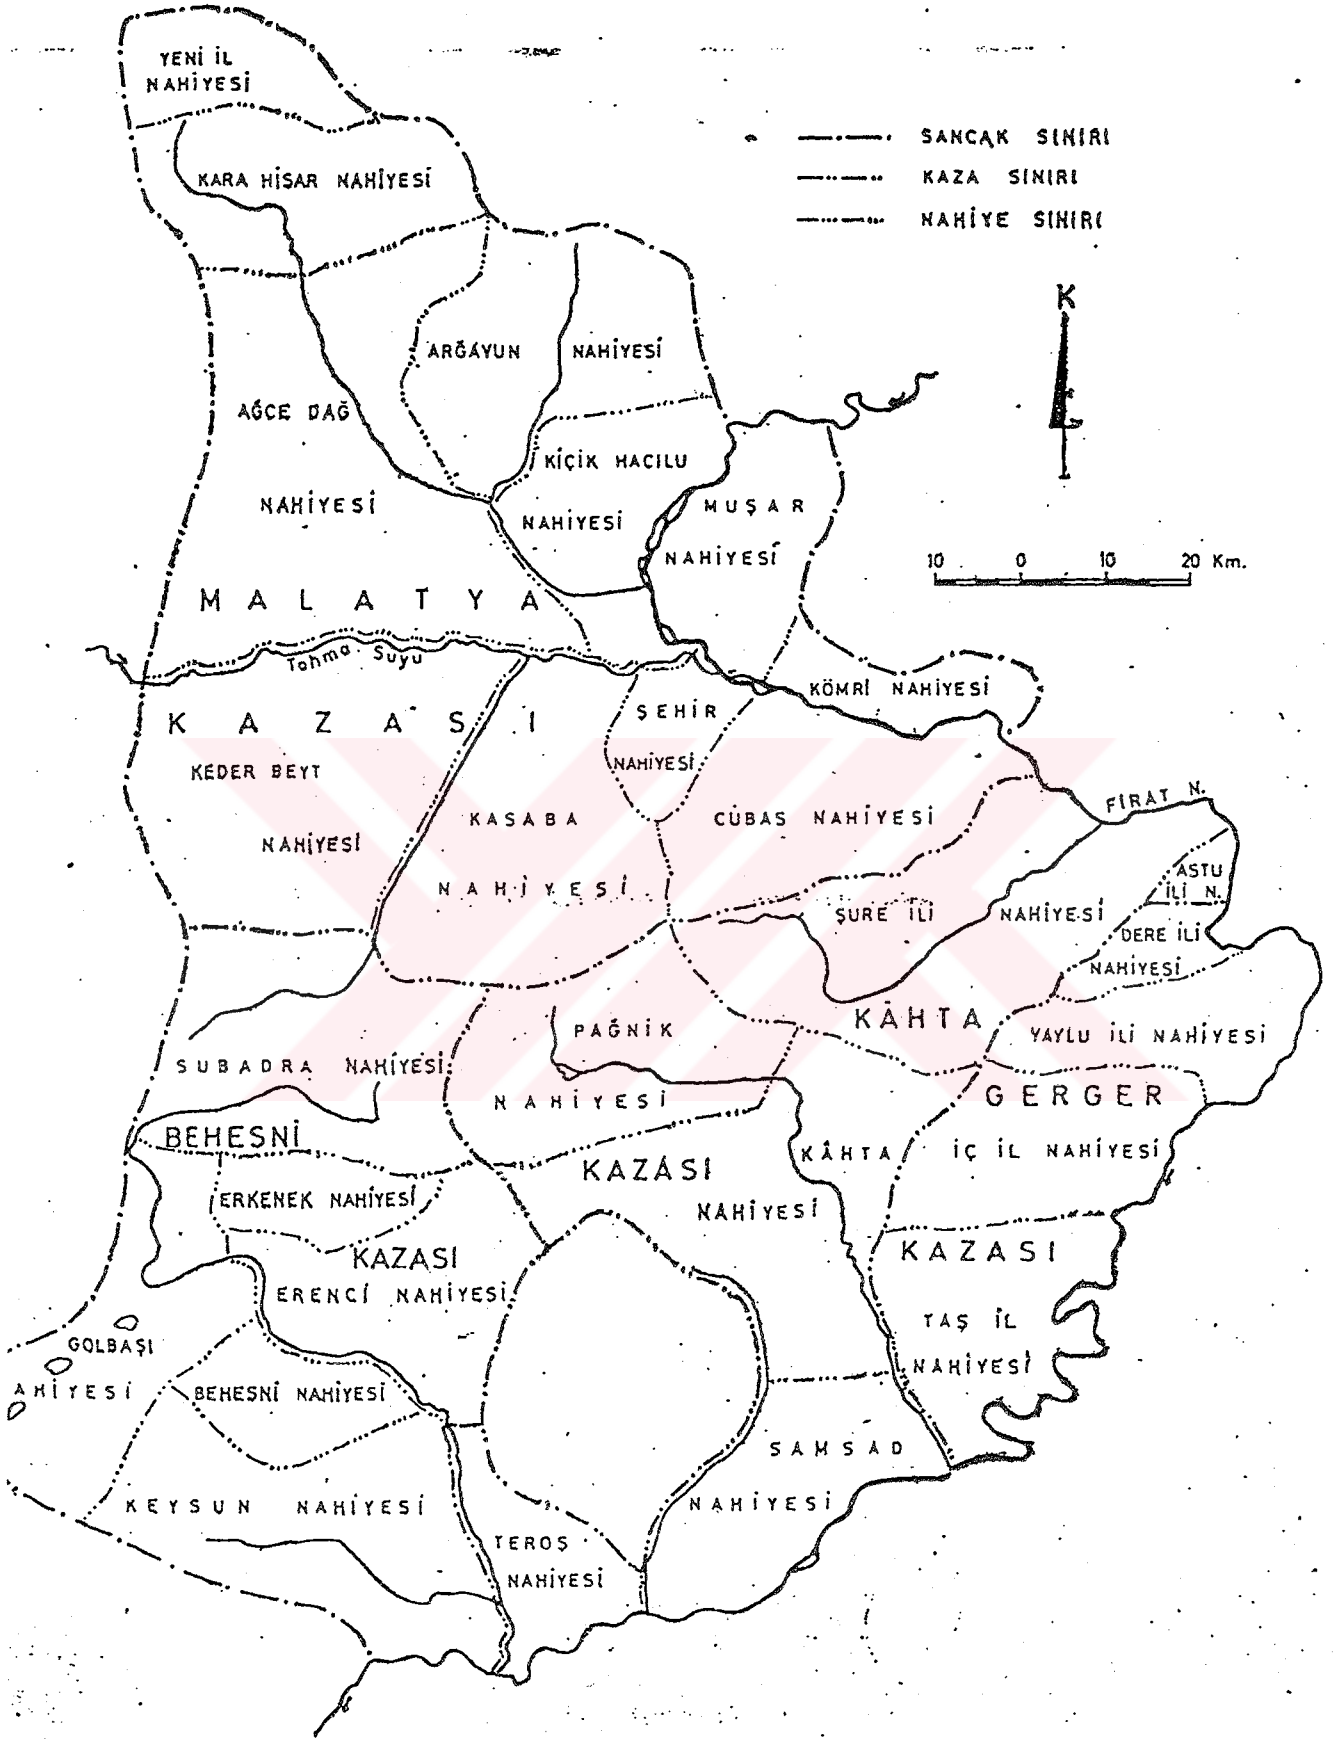 YENİ İL
NAHİYESİ
SANCAK SINIRI
KAZA SINIRI
NAHİYE SINIRI
KARA HİSAR NAHİYESİ
K
ARĞAYUN NAHİYESİ
AĞCE DAĞ
NAHİYESİ
KİÇİK HACILU
NAHİYESİ
MUŞAR
NAHİYESİ
10 0 10 20 Km.
MALATYA
Tohma Suyu
KÖMRİ NAHİYESİ
KAZASI
ŞEHİR
NAHİYESİ
KEDER BEYT
NAHİYESİ
KASABA
NAHİYESİ
CÜBAS NAHİYESİ
FIRAT N.
ASTU
İLİ N.
ŞURE İLİ NAHİYESİ
DERE İLİ
NAHİYESİ
KÂHTA
PAĞNİK
NAHİYESİ
YAYLU İLİ NAHİYESİ
SUBADRA NAHİYESİ
GERGER
BEHESNİ
KÂHTA
NAHİYESİ
İÇ İL NAHİYESİ
KAZASI
ERKENEK NAHİYESİ
KAZASI
KAZASI
ERENCİ NAHİYESİ
TAŞ İL
NAHİYESİ
GÖLBAŞI
AHİYESİ
BEHESNİ NAHİYESİ
SAMSAD
NAHİYESİ
KEYSUN NAHİYESİ
TEROŞ
NAHİYESİ